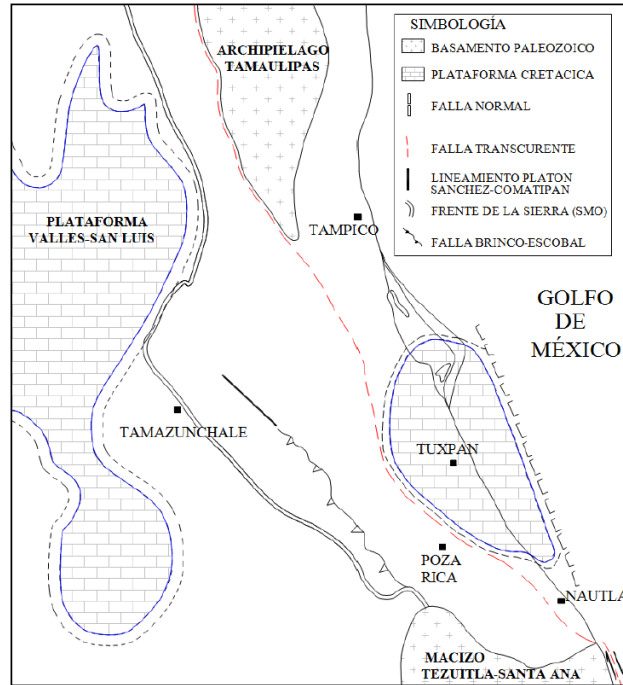 SIMBOLOGÍA
BASAMENTO PALEOZOICO
PLATAFORMA CRETACICA
FALLA NORMAL
FALLA TRANSCURENTE
LINEAMIENTO PLATON
SANCHEZ-COMATIPAN
FRENTE DE LA SIERRA (SMO)
FALLA BRINCO-ESCOBAL
ARCHIPIELAGO
TAMAULIPAS
PLATAFORMA
VALLES-SAN LUIS
TAMPICO
GOLFO
DE
MÉXICO
TAMAZUNCHALE
TUXPAN
POZA
RICA
NAUTLA
MACIZO
TEZUITLA-SANTA ANA